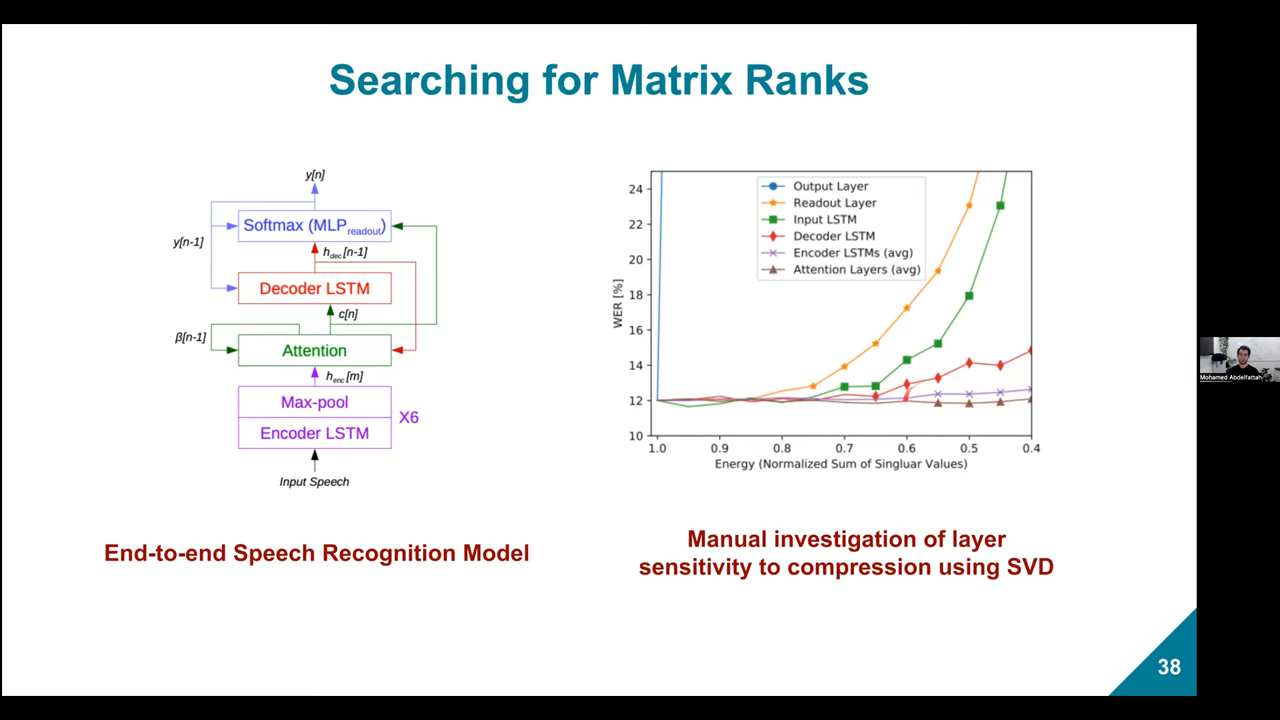 Searching for Matrix Ranks
y[n]
Softmax (MLPreadout)
y[n-1]
hdec[n-1]
Decoder LSTM
c[n]
β[n-1]
Attention
henc[m]
Max-pool
X6
Encoder LSTM
Input Speech
End-to-end Speech Recognition Model
WER [%]
24
22
20
18
16
14
12
10
Output Layer
Readout Layer
Input LSTM
Decoder LSTM
Encoder LSTMs (avg)
Attention Layers (avg)
1.0 0.9 0.8 0.7 0.6 0.5 0.4
Energy (Normalized Sum of Singluar Values)
Manual investigation of layer
sensitivity to compression using SVD
Mohamed Abdelfattah
38